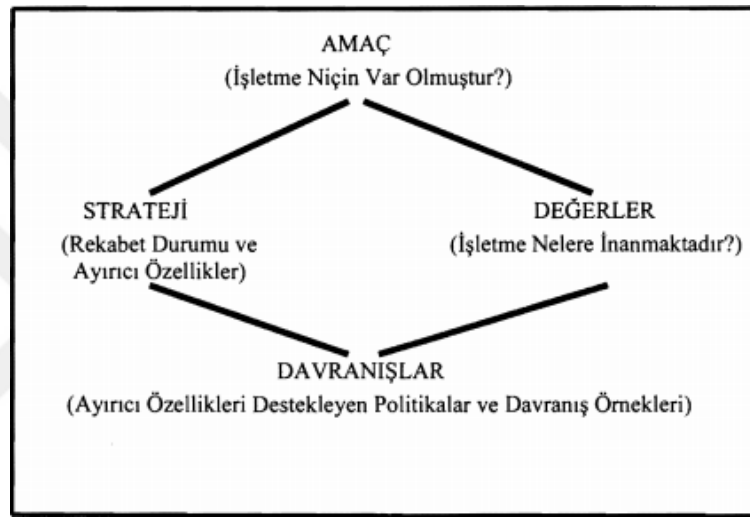 AMAÇ
(İşletme Niçin Var Olmuştur?)
STRATEJİ
(Rekabet Durumu ve
Ayırıcı Özellikler)
DEĞERLER
(İşletme Nelere İnanmaktadır?)
DAVRANIŞLAR
(Ayırıcı Özellikleri Destekleyen Politikalar ve Davranış Örnekleri)